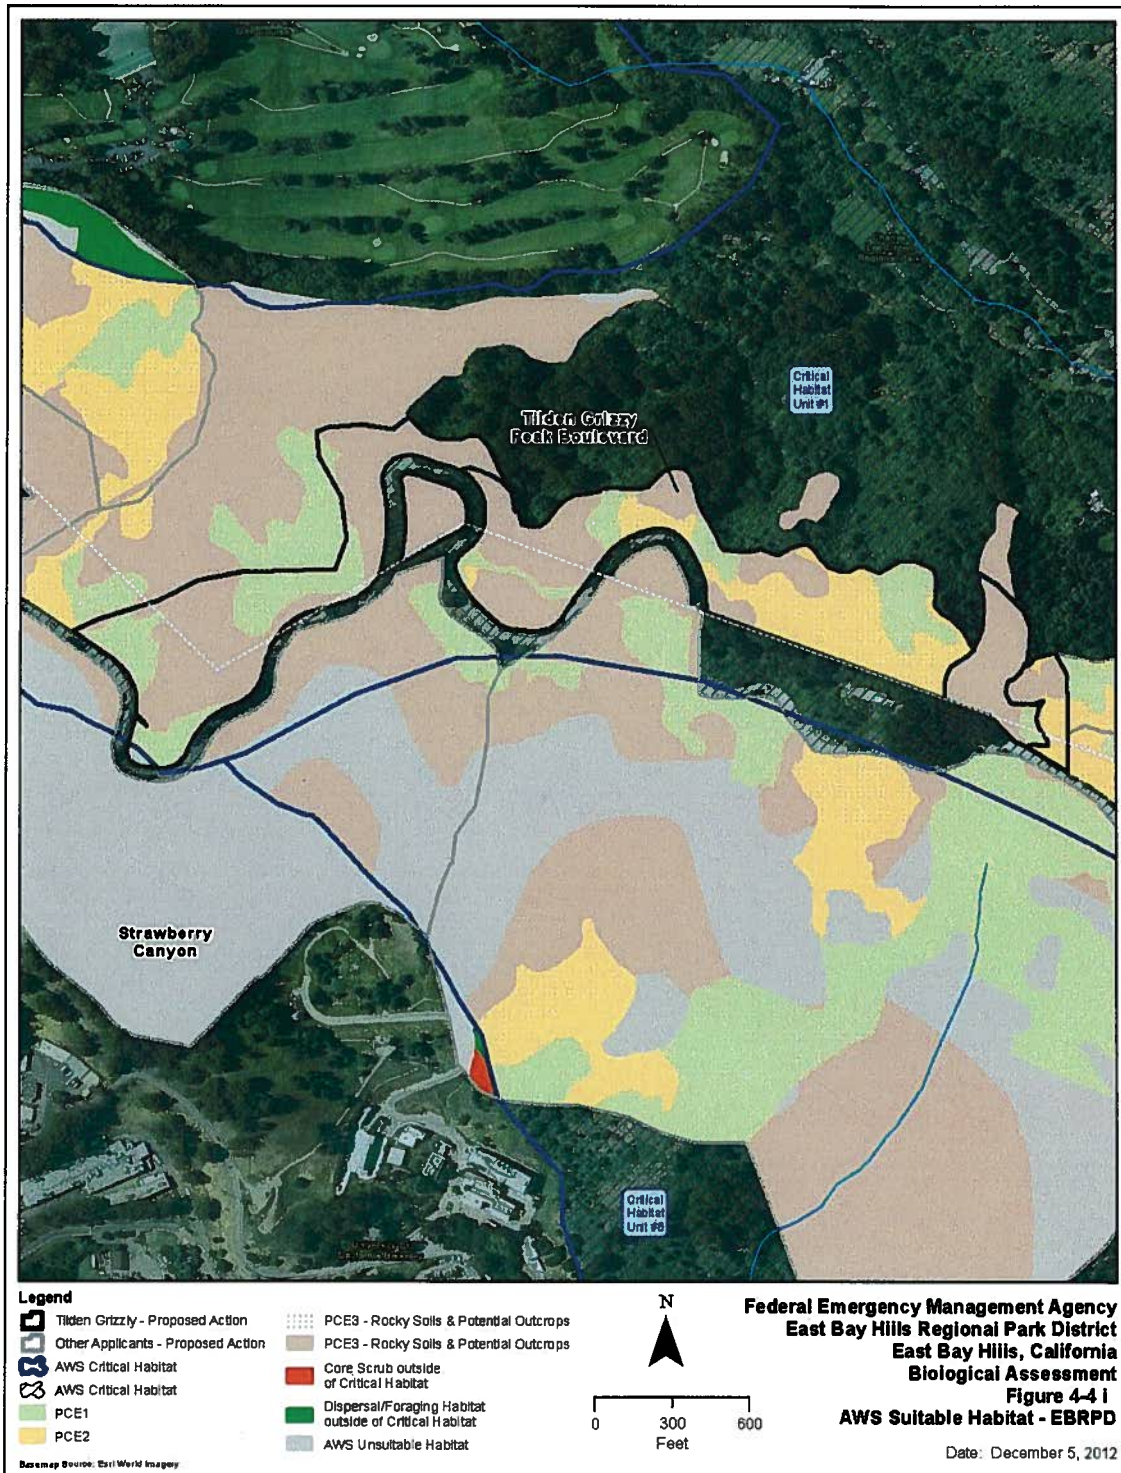 Critical
Habitat
Unit #1
Tilden Grizzy
Peak Boulevard
Strawberry
Canyon
Critical
Habitat
Unit #6
Legend
Tilden Grizzly - Proposed Action
Other Applicants - Proposed Action
AWS Critical Habitat
AWS Critical Habitat
PCE1
PCE2
PCE3 - Rocky Soils & Potential Outcrops
PCE3 - Rocky Soils & Potential Outcrops
Core Scrub outside
of Critical Habitat
Dispersal/Foraging Habitat
outside of Critical Habitat
AWS Unsuitable Habitat
N
0 300 600
Feet
Federal Emergency Management Agency
East Bay Hills Regional Park District
East Bay Hills, California
Biological Assessment
Figure 4-4 i
AWS Suitable Habitat - EBRPD
Date: December 5, 2012
Basemap Source: Esri World Imagery